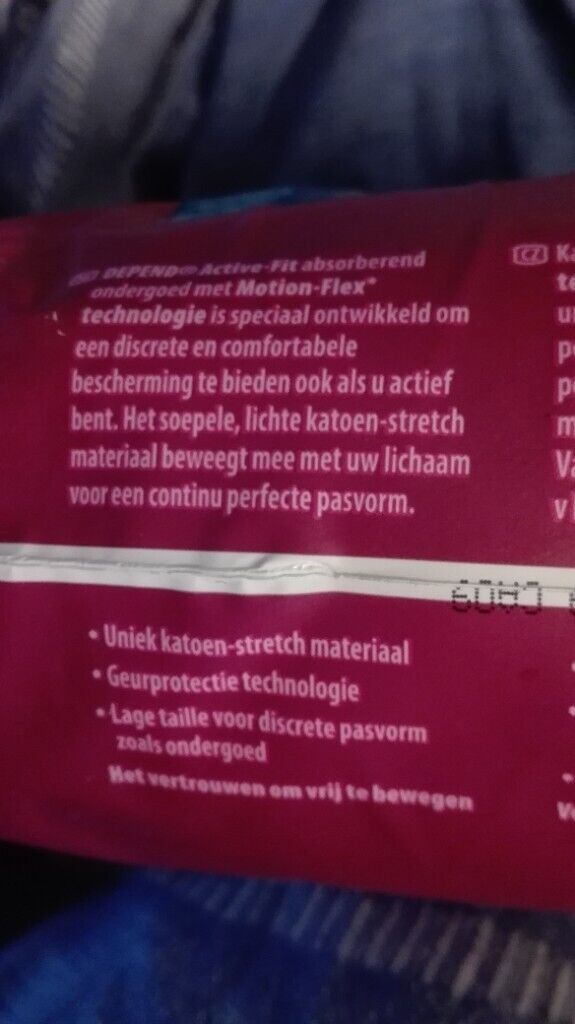 DEPEND® Active-Fit absorberend
ondergoed met Motion-Flex*
technologie is speciaal ontwikkeld om
een discrete en comfortabele
bescherming te bieden ook als u actief
bent. Het soepele, lichte katoen-stretch
materiaal beweegt mee met uw lichaam
voor een continu perfecte pasvorm.
• Uniek katoen-stretch materiaal
• Geurprotectie technologie
• Lage taille voor discrete pasvorm
zoals ondergoed
Het vertrouwen om vrij te bewegen
CZ